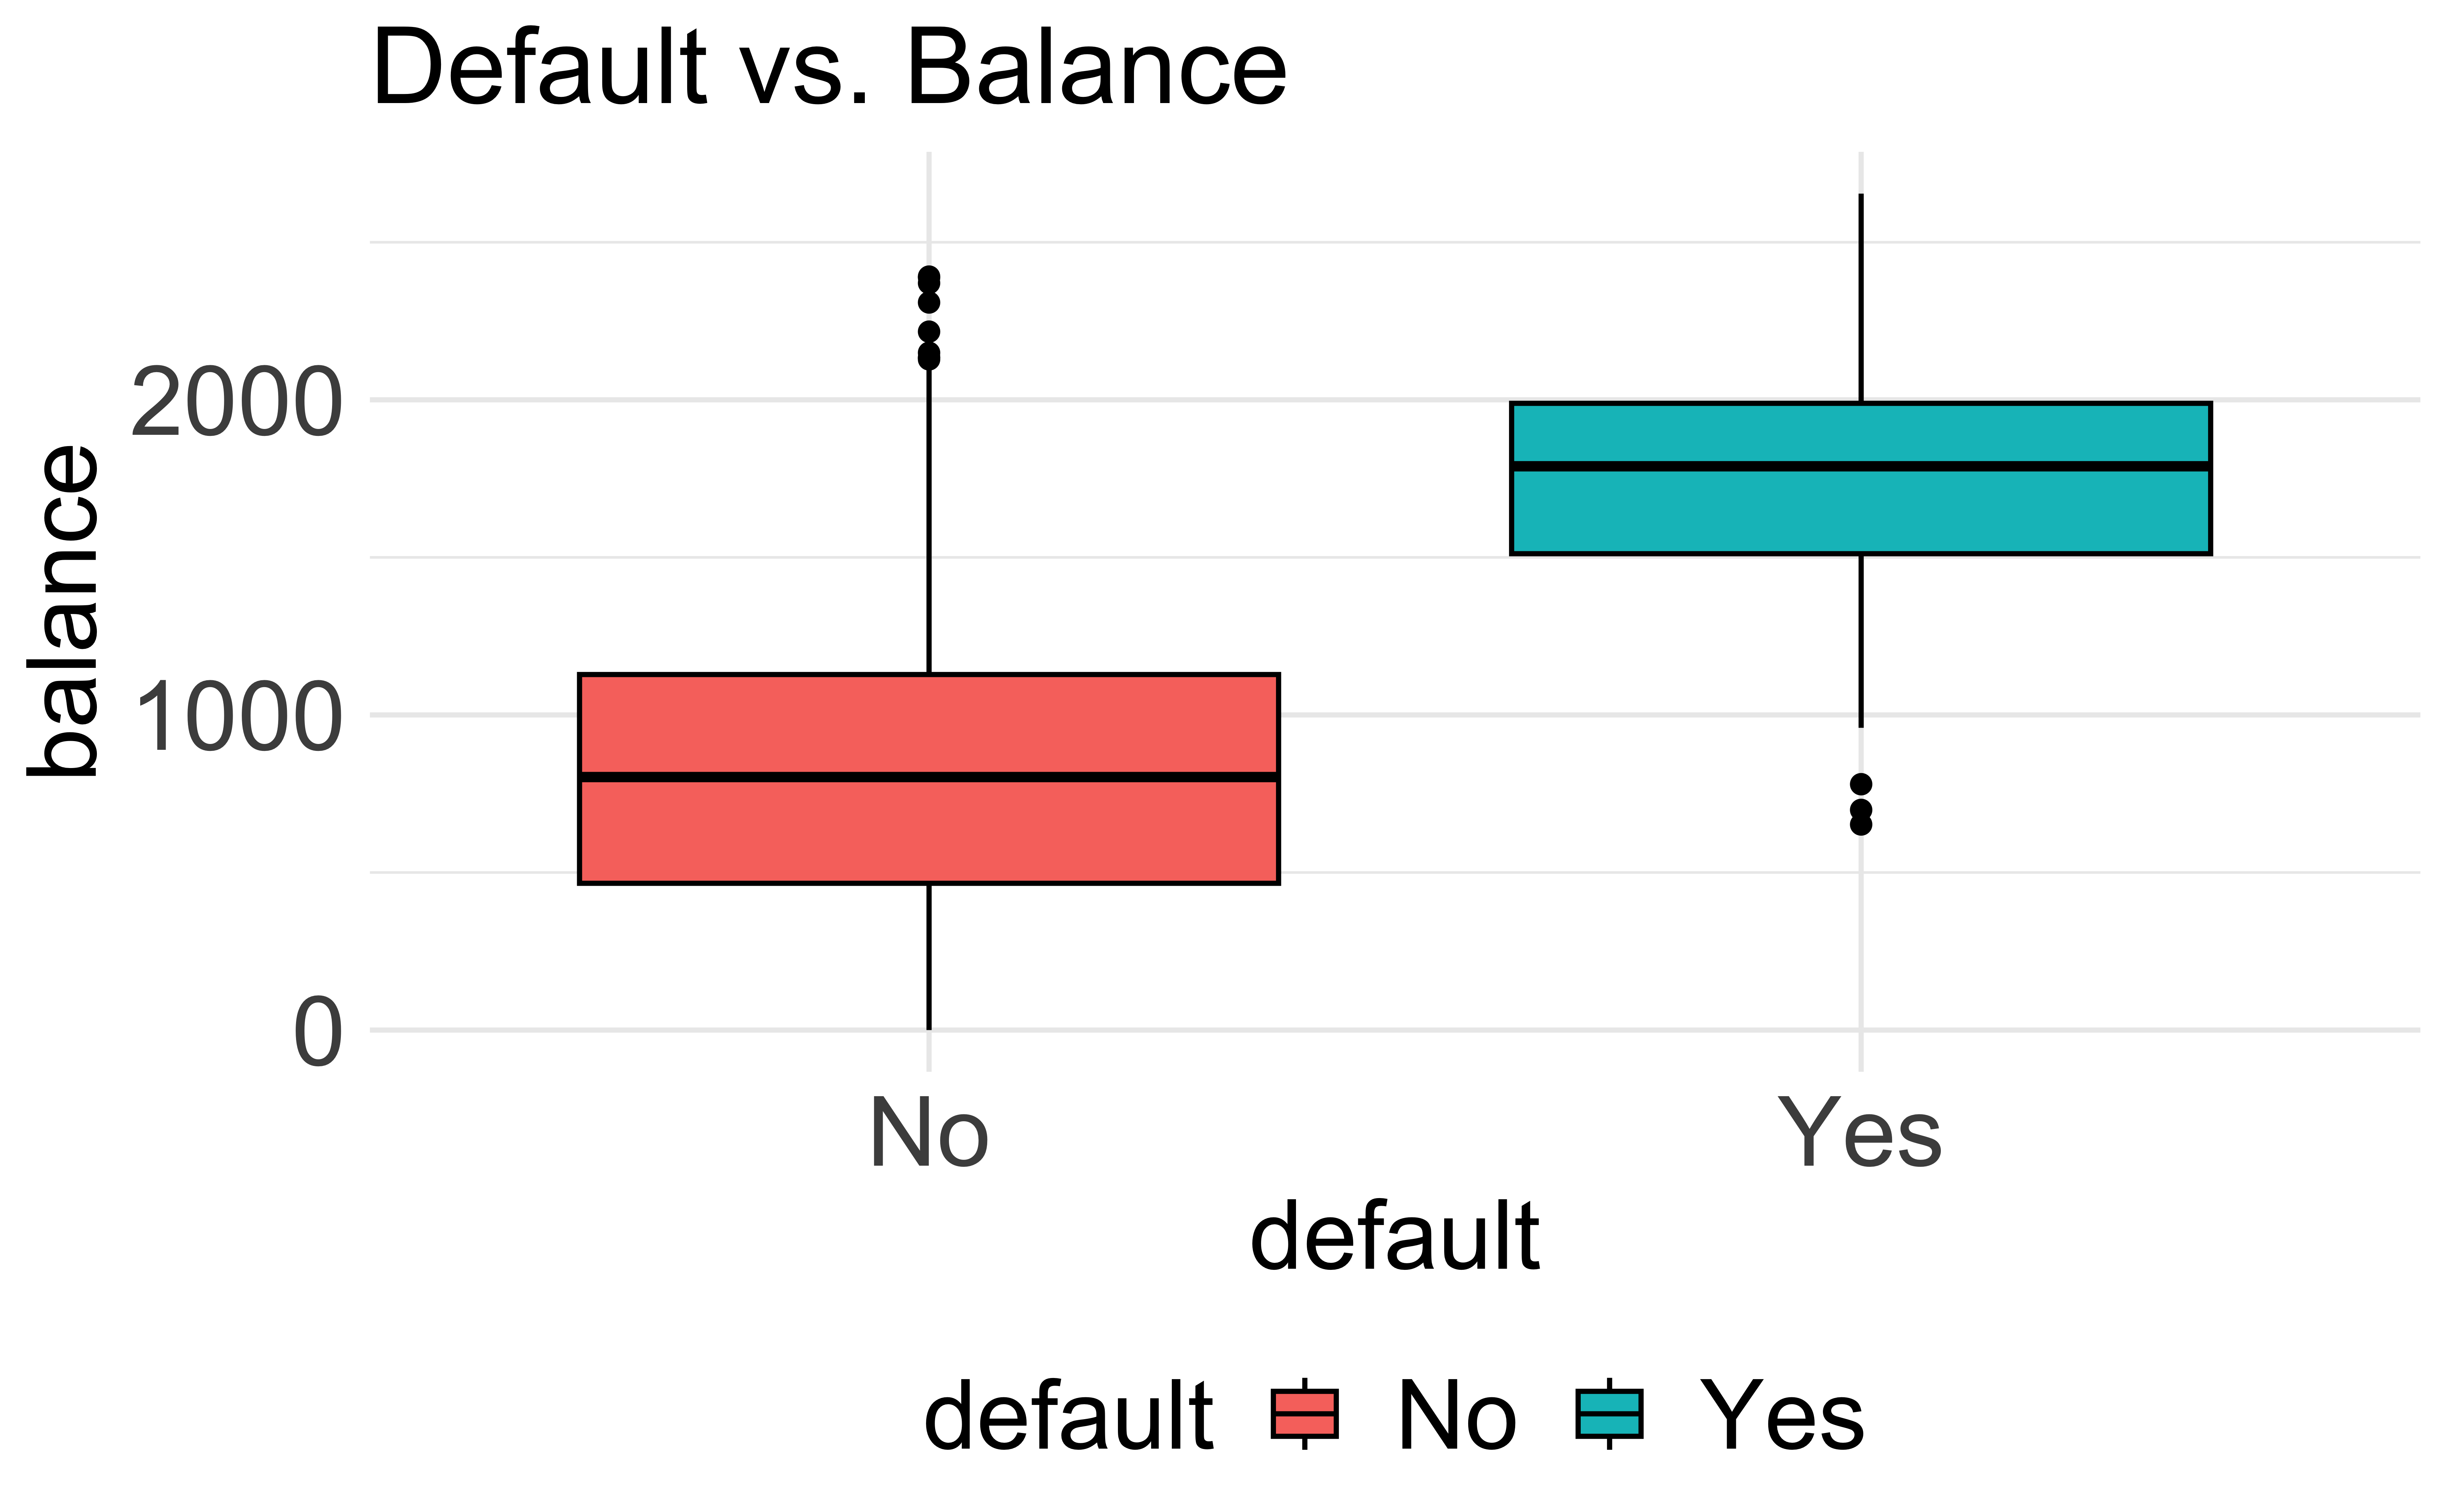 Default vs. Balance
balance
2000
1000
0
No Yes
default
default No Yes